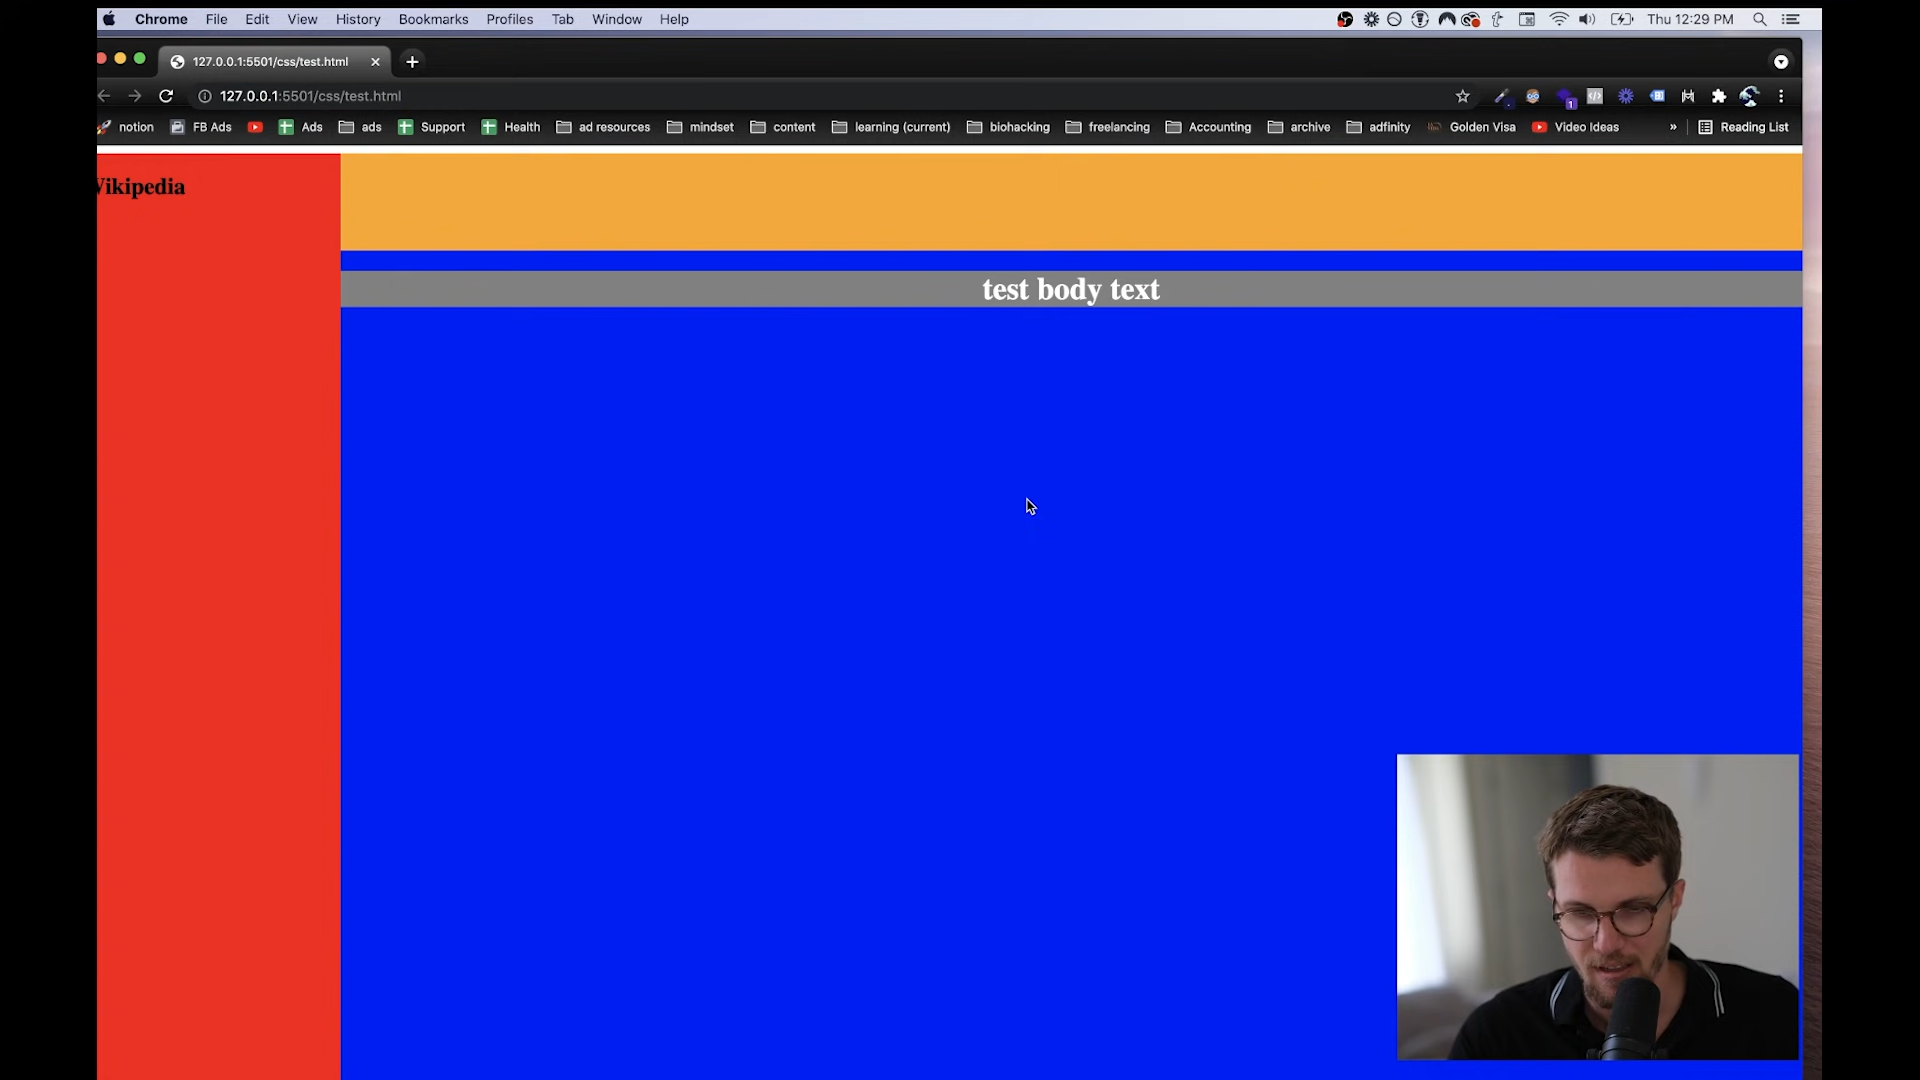 Chrome File Edit View History Bookmarks Profiles Tab Window Help Thu 12:29 PM
127.0.0.1:5501/css/test.html
127.0.0.1:5501/css/test.html
1
notion FB Ads Ads ads Support Health ad resources mindset content learning (current) biohacking freelancing Accounting archive adfinity Golden Visa Video Ideas » Reading List
Wikipedia
test body text